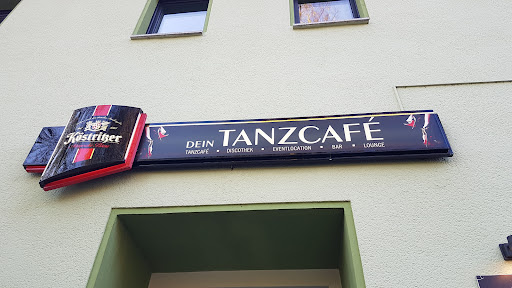 Köstritzer
DEIN TANZCAFÉ
TANZCAFÉ • DISCOTHEK • EVENTLOCATION • BAR • LOUNGE